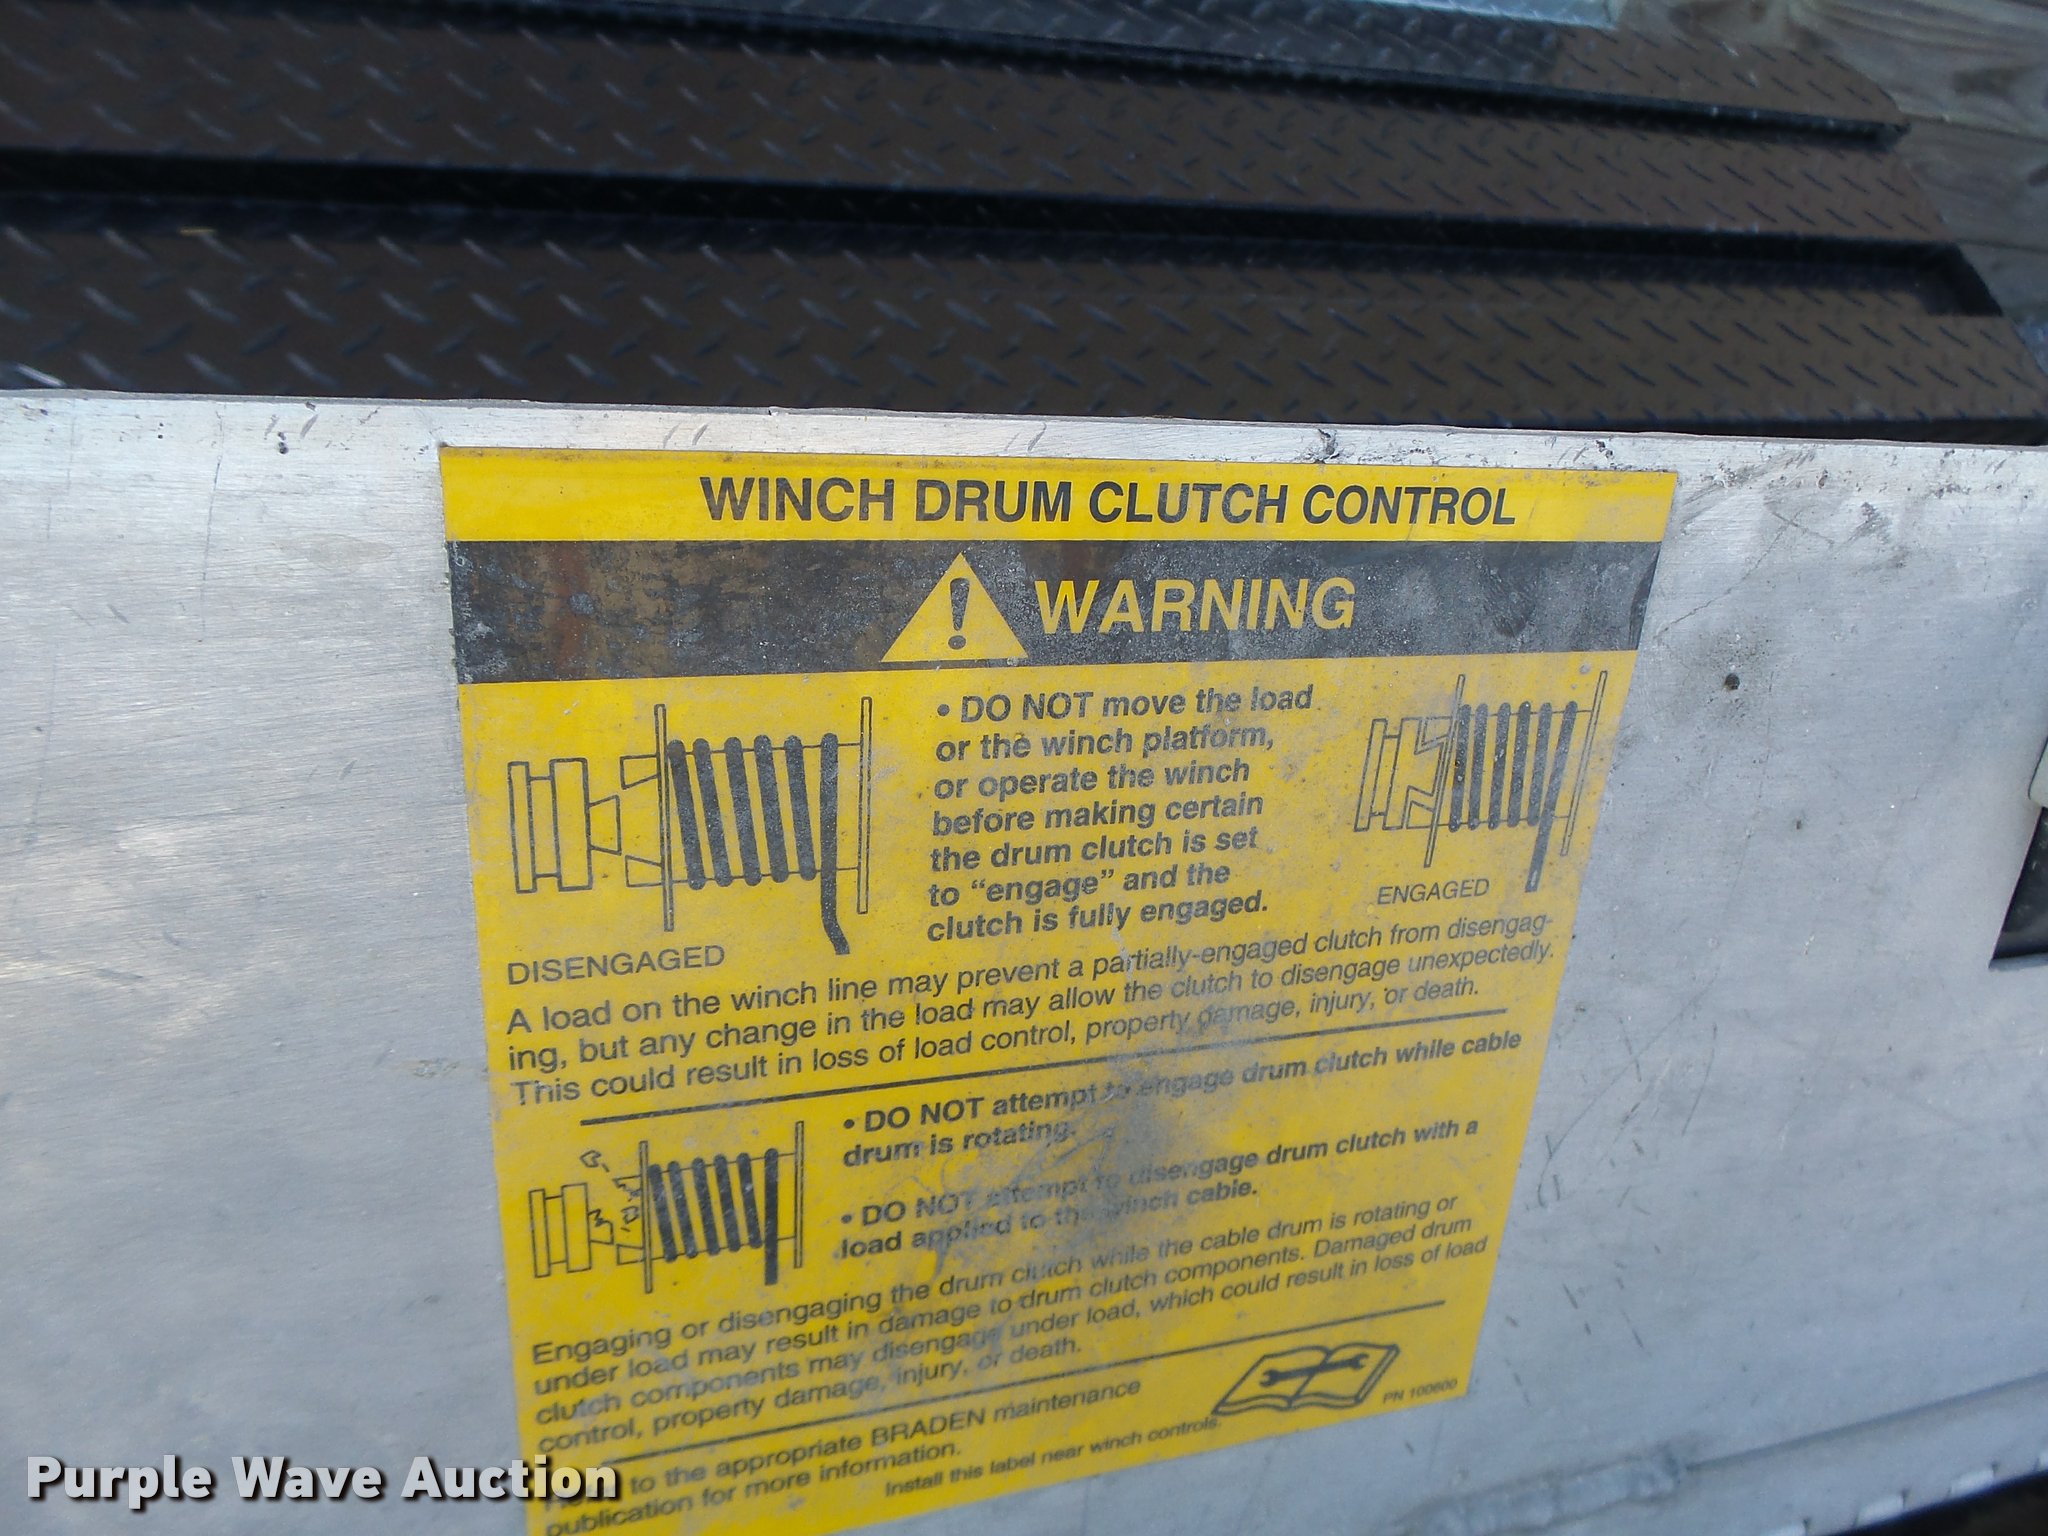 WINCH DRUM CLUTCH CONTROL
WARNING
• DO NOT move the load
or the winch platform,
or operate the winch
before making certain
the drum clutch is set
to “engage” and the
clutch is fully engaged.
DISENGAGED
ENGAGED
A load on the winch line may prevent a partially-engaged clutch from disengag-
ing, but any change in the load may allow the clutch to disengage unexpectedly.
This could result in loss of load control, property damage, injury, or death.
• DO NOT attempt to engage drum clutch while cable
drum is rotating.
• DO NOT attempt to disengage drum clutch with a
load applied to the winch cable.
Engaging or disengaging the drum clutch while the cable drum is rotating or
under load may result in damage to drum clutch components. Damaged drum
clutch components may disengage under load, which could result in loss of load
control, property damage, injury, or death.
to the appropriate BRADEN maintenance
publication for more information.
Install this label near winch controls.
PN 100600
Purple Wave Auction